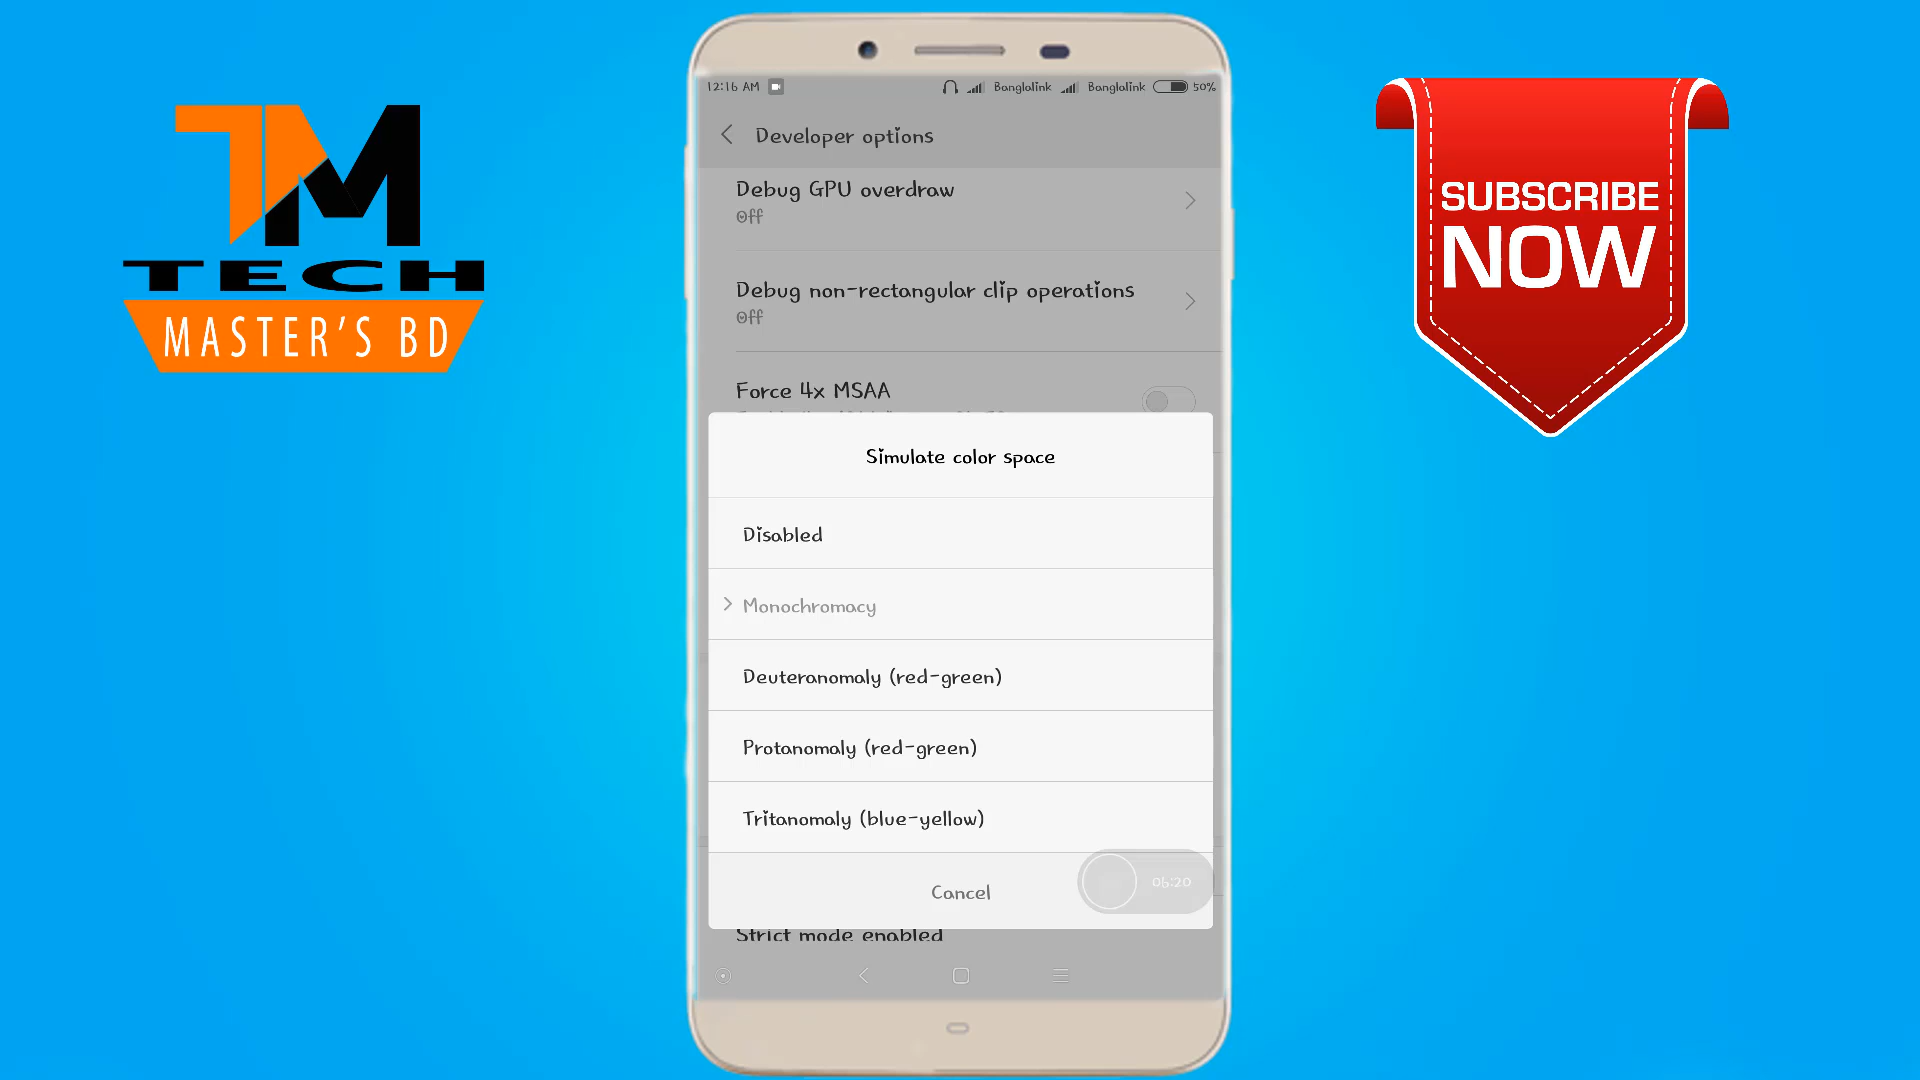 TM
TECH
MASTER'S BD
12:16 AM Banglalink Banglalink 50%
Developer options
Debug GPU overdraw
Off
Debug non-rectangular clip operations
Off
Force 4x MSAA
Simulate color space
Disabled
Monochromacy
Deuteranomaly (red-green)
Protanomaly (red-green)
Tritanomaly (blue-yellow)
Cancel
06:20
Strict mode enabled
SUBSCRIBE
NOW